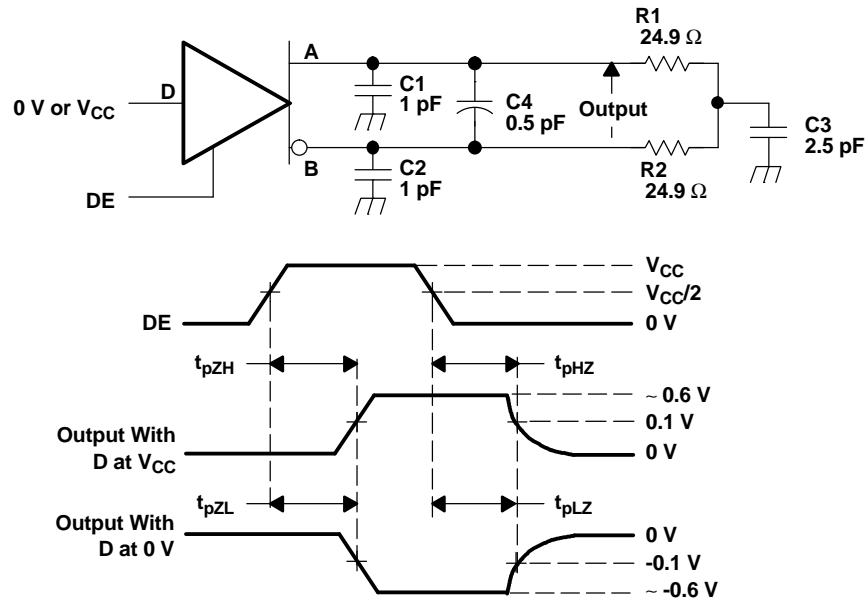 R1
24.9 Ω
A
C1
1 pF
C4
0.5 pF
Output
D
0 V or VCC
C3
2.5 pF
B
C2
1 pF
R2
24.9 Ω
DE
VCC
VCC/2
DE
0 V
tpZH
tpHZ
~ 0.6 V
0.1 V
Output With
D at VCC
0 V
tpZL
tpLZ
Output With
D at 0 V
0 V
-0.1 V
~ -0.6 V